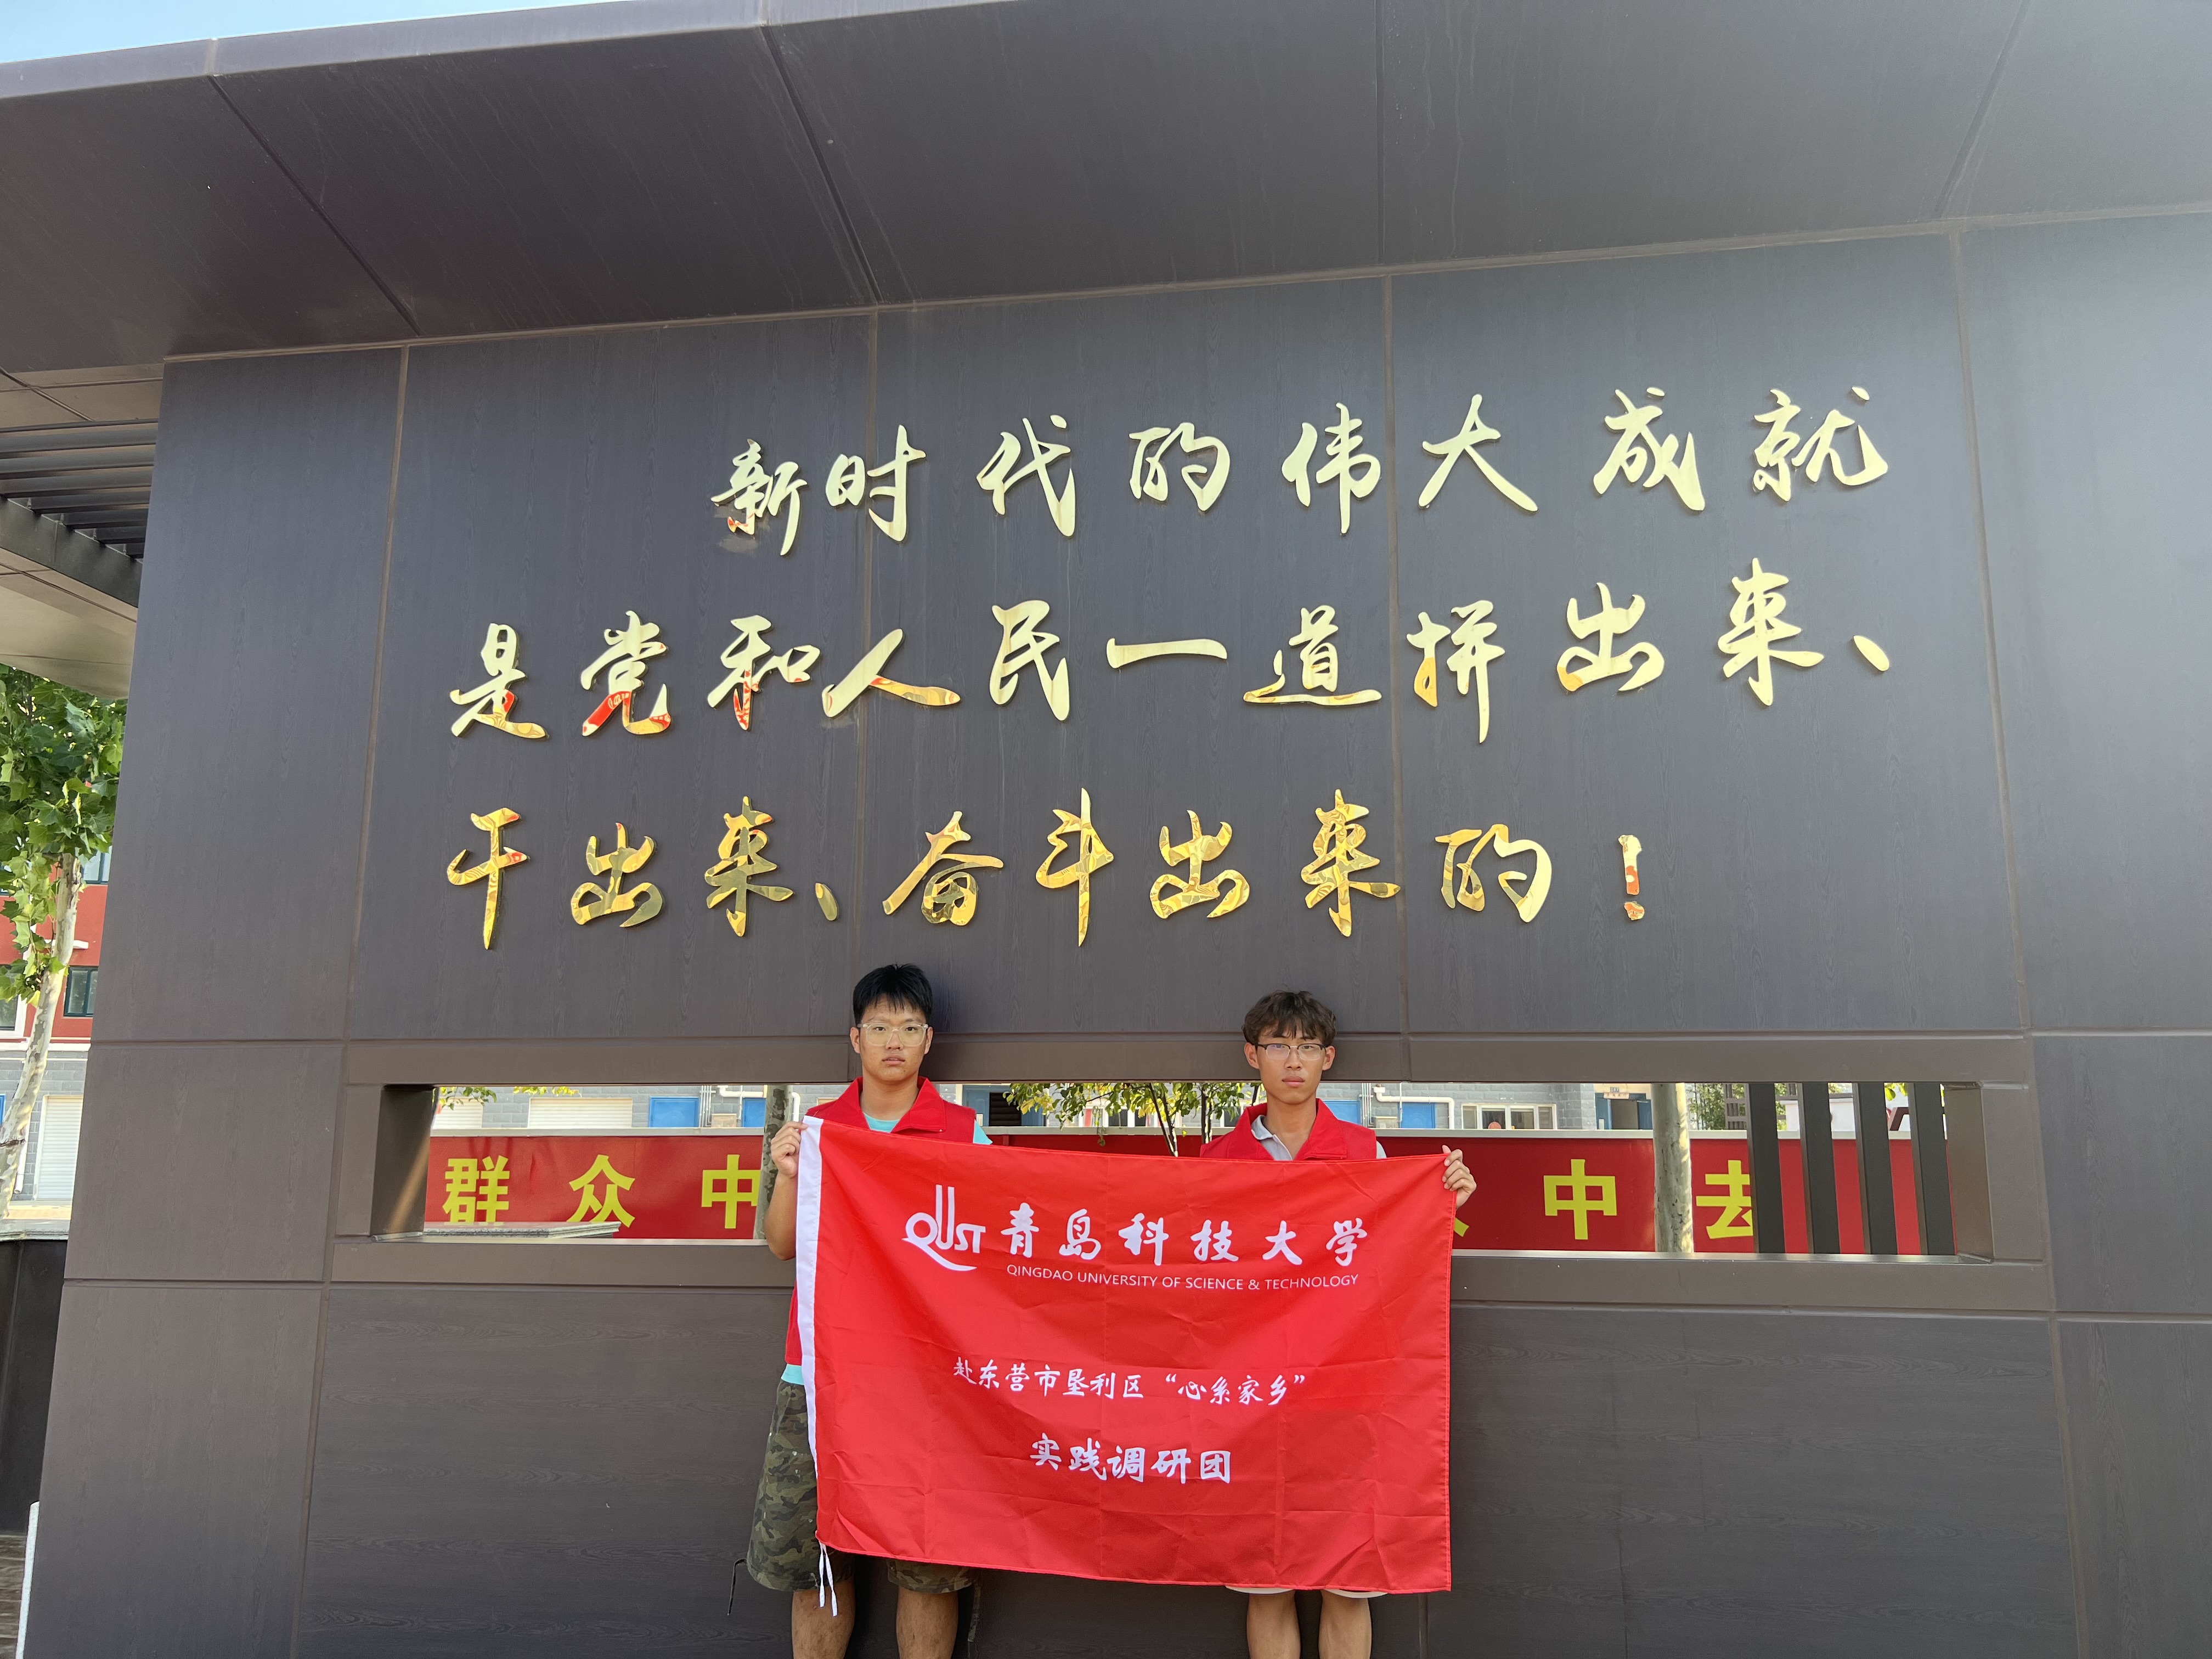 新时代的伟大成就
是党和人民一道拼出来、
干出来、奋斗出来的！
群众中
中去
QUST 青岛科技大学
QINGDAO UNIVERSITY OF SCIENCE & TECHNOLOGY
赴东营市垦利区“心系家乡”
实践调研团